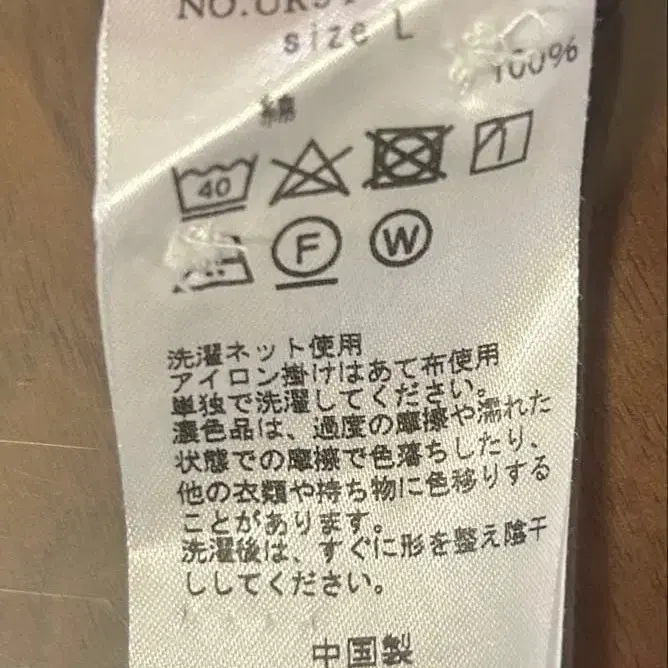 size L
100%
綿
40
F W
洗濯ネット使用
アイロン掛けはあて布使用
単独で洗濯してください。
濃色品は、過度の摩擦や濡れた
状態での摩擦で色落ちしたり、
他の衣類や持ち物に色移りする
ことがあります。
洗濯後は、すぐに形を整え陰干
ししてください。
中国製